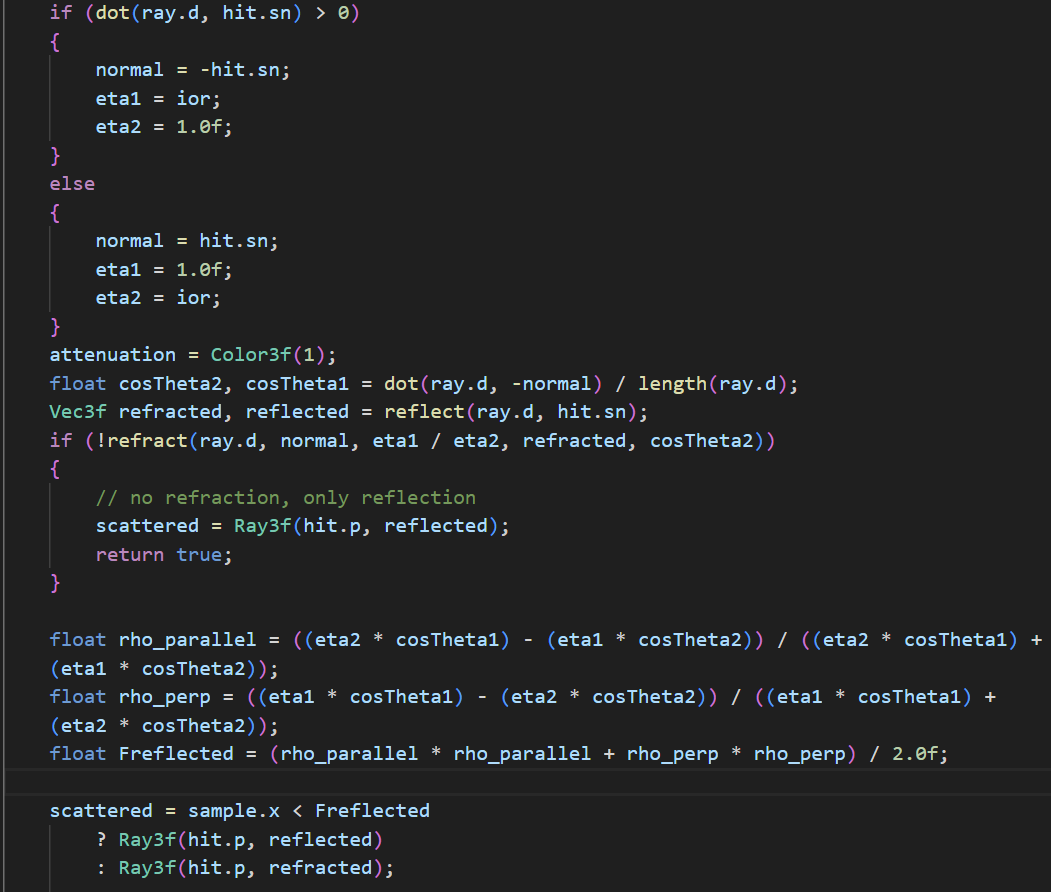 if (dot(ray.d, hit.sn) > 0)
{
    normal = -hit.sn;
    eta1 = ior;
    eta2 = 1.0f;
}
else
{
    normal = hit.sn;
    eta1 = 1.0f;
    eta2 = ior;
}
attenuation = Color3f(1);
float cosTheta2, cosTheta1 = dot(ray.d, -normal) / length(ray.d);
Vec3f refracted, reflected = reflect(ray.d, hit.sn);
if (!refract(ray.d, normal, eta1 / eta2, refracted, cosTheta2))
{
    // no refraction, only reflection
    scattered = Ray3f(hit.p, reflected);
    return true;
}

float rho_parallel = ((eta2 * cosTheta1) - (eta1 * cosTheta2)) / ((eta2 * cosTheta1) +
(eta1 * cosTheta2));
float rho_perp = ((eta1 * cosTheta1) - (eta2 * cosTheta2)) / ((eta1 * cosTheta1) +
(eta2 * cosTheta2));
float Freflected = (rho_parallel * rho_parallel + rho_perp * rho_perp) / 2.0f;

scattered = sample.x < Freflected
    ? Ray3f(hit.p, reflected)
    : Ray3f(hit.p, refracted);